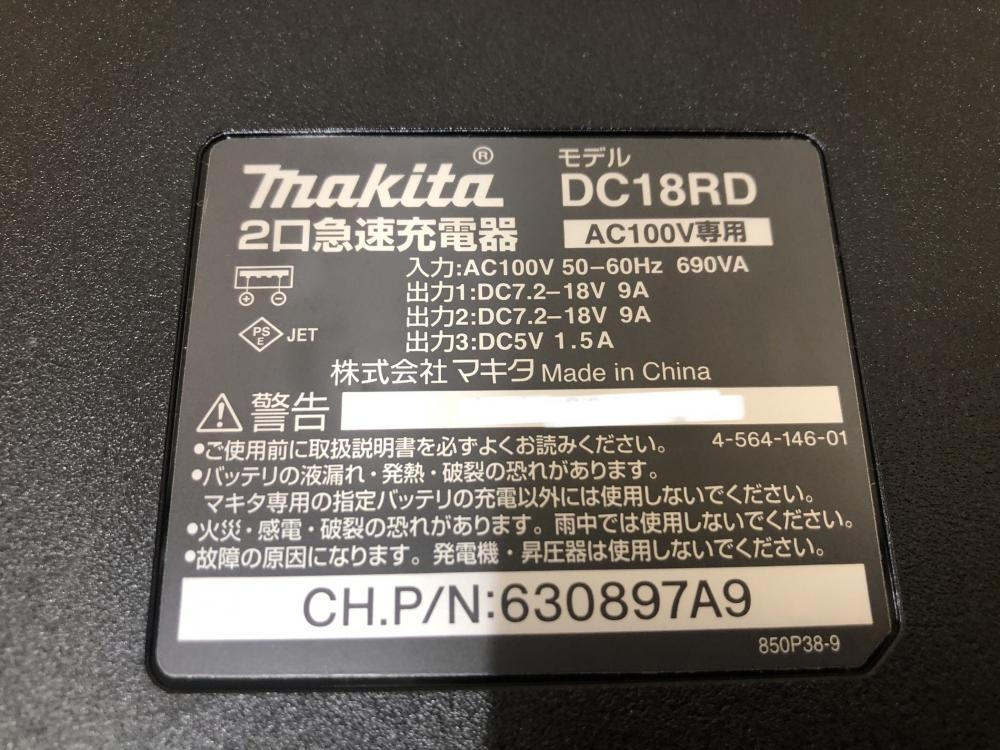 makita®
モデル
DC18RD
2口急速充電器
AC100V専用
入力:AC100V 50–60Hz 690VA
出力1:DC7.2–18V 9A
出力2:DC7.2–18V 9A
出力3:DC5V 1.5A
PS
E
JET
株式会社マキタ Made in China
警告
4-564-146-01
•ご使用前に取扱説明書を必ずよくお読みください。
•バッテリの液漏れ・発熱・破裂の恐れがあります。
マキタ専用の指定バッテリの充電以外には使用しないでください。
•火災・感電・破裂の恐れがあります。雨中では使用しないでください。
•故障の原因になります。発電機・昇圧器は使用しないでください。
CH.P/N:630897A9
850P38-9